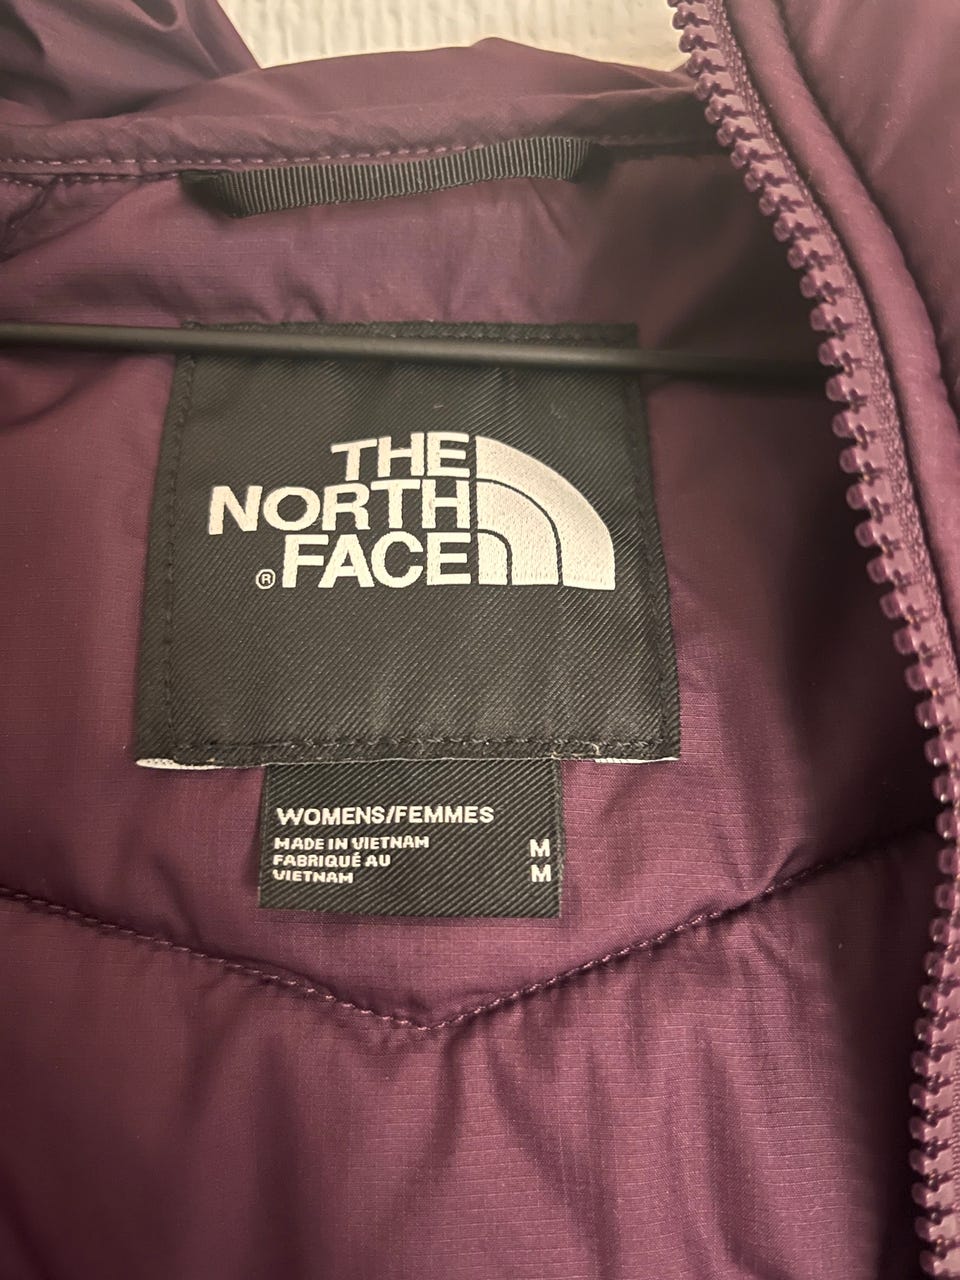 THE
NORTH
® FACE
WOMENS/FEMMES
MADE IN VIETNAM M
FABRIQUÉ AU
VIETNAM M